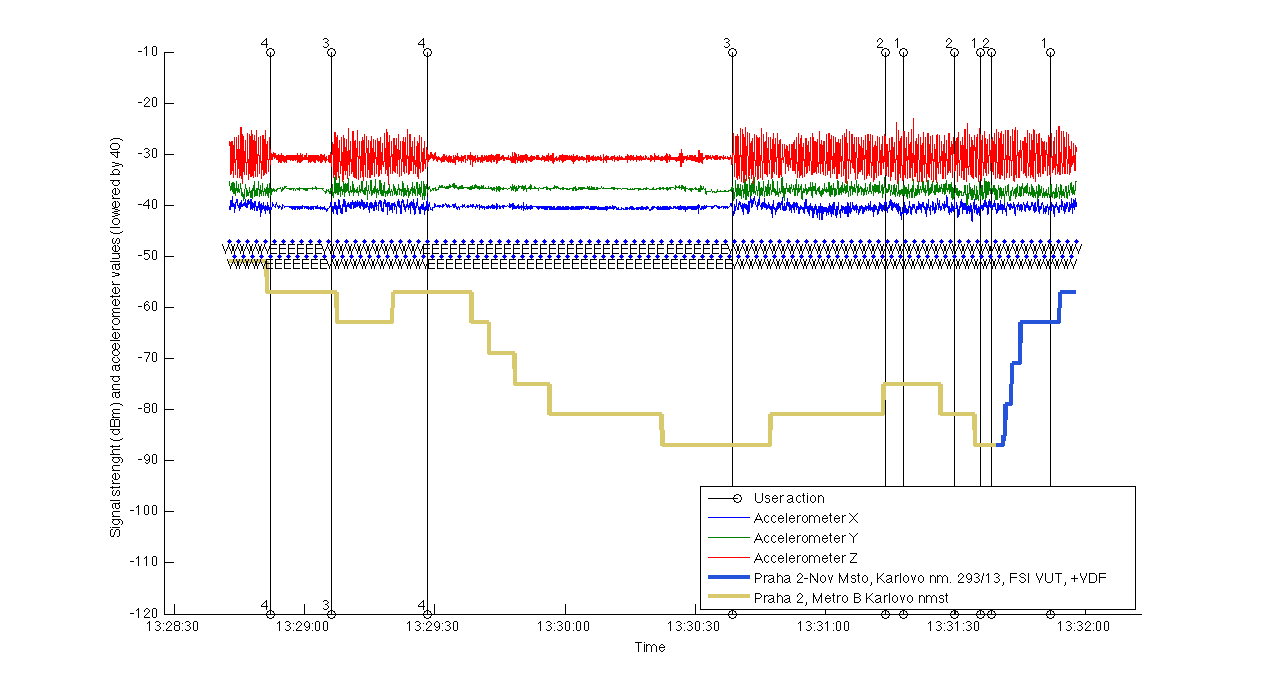 4 3 4 3 2 1 2 1 2 1
-10
-20
-30
-40
-50
-60
-70
-80
-90
-100
-110
-120
Signal strenght (dBm) and accelerometer values (lowered by 40)
User action
Accelerometer X
Accelerometer Y
Accelerometer Z
Praha 2-Nov Msto, Karlovo nm. 293/13, FSI VUT, +VDF
Praha 2, Metro B Karlovo nmst
4 3 4
13:28:30 13:29:00 13:29:30 13:30:00 13:30:30 13:31:00 13:31:30 13:32:00
Time